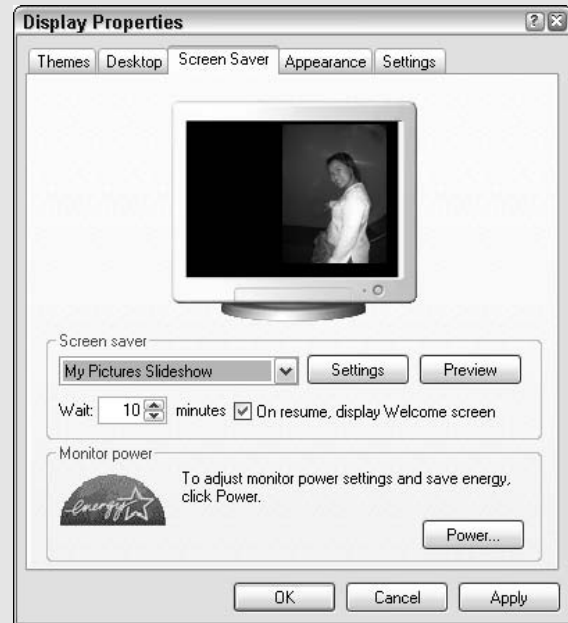 Display Properties
Themes Desktop Screen Saver Appearance Settings
Screen saver
My Pictures Slideshow Settings Preview
Wait: 10 minutes On resume, display Welcome screen
Monitor power
energy
To adjust monitor power settings and save energy,
click Power.
Power...
OK Cancel Apply